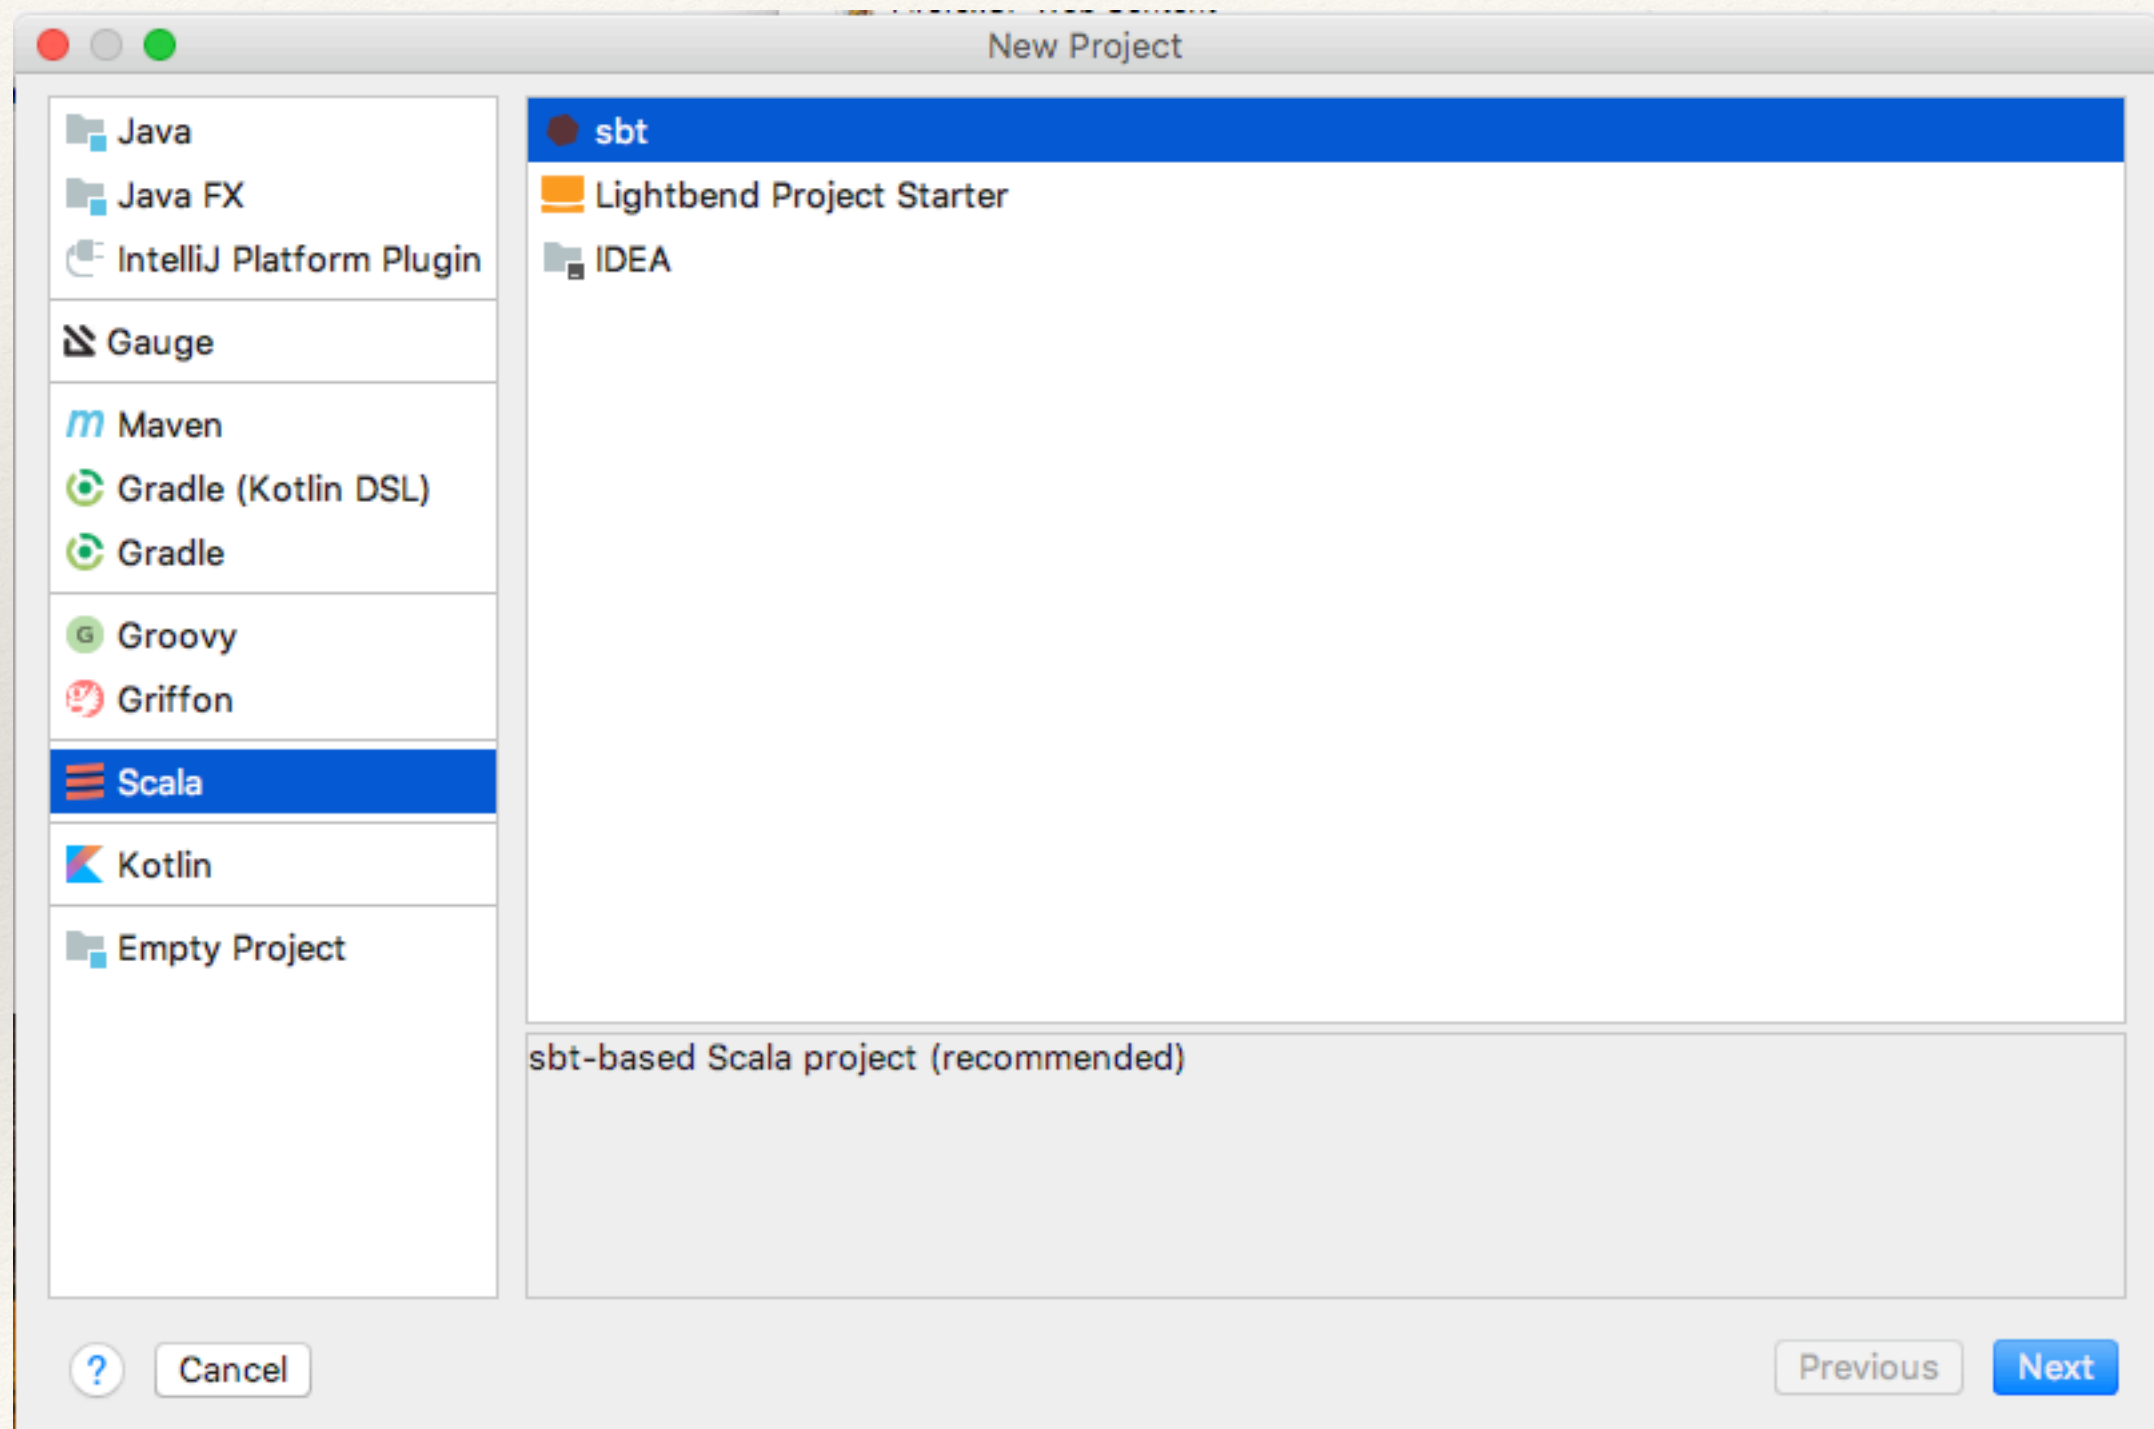 New Project
Java
Java FX
IntelliJ Platform Plugin
Gauge
Maven
Gradle (Kotlin DSL)
Gradle
G Groovy
Griffon
Scala
Kotlin
Empty Project
sbt
Lightbend Project Starter
IDEA
sbt-based Scala project (recommended)
? Cancel
Previous
Next